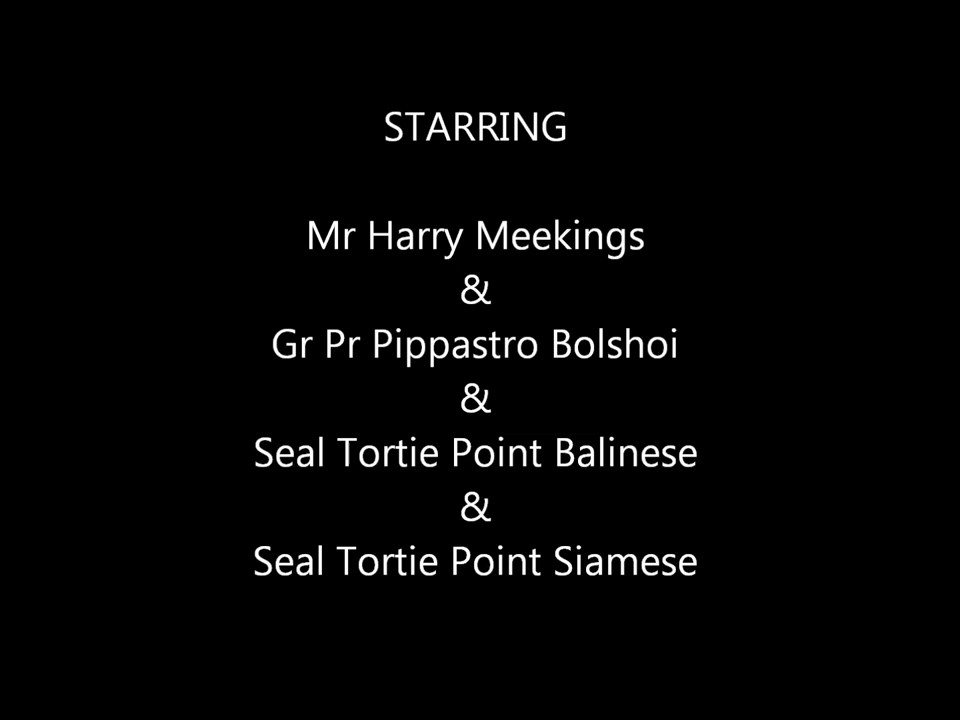 STARRING
Mr Harry Meekings
&
Gr Pr Pippastro Bolshoi
&
Seal Tortie Point Balinese
&
Seal Tortie Point Siamese